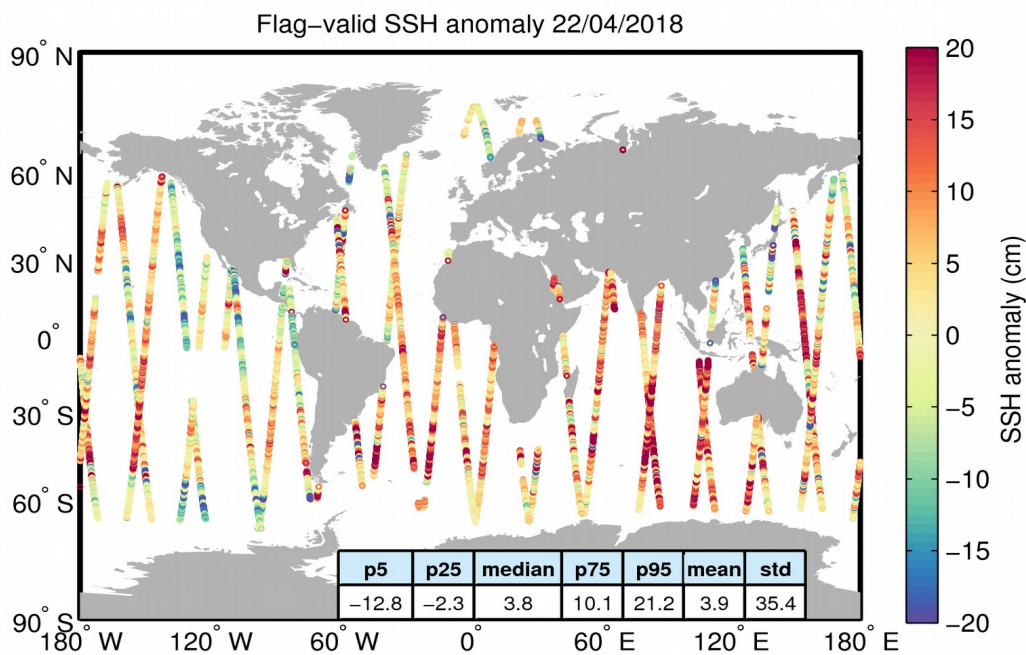 Flag−valid SSH anomaly 22/04/2018
90° N
60° N
30° N
0°
30° S
60° S
90° S
180° W 120° W 60° W 0° 60° E 120° E 180° E
p5 p25 median p75 p95 mean std
−12.8 −2.3 3.8 10.1 21.2 3.9 35.4
20
15
10
5
0
−5
−10
−15
−20
SSH anomaly (cm)